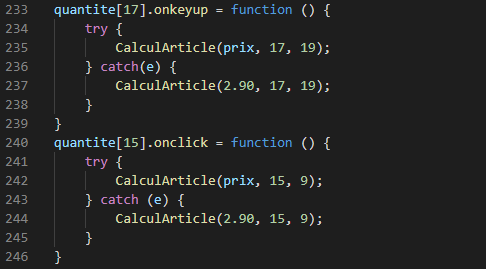 233 quantite[17].onkeyup = function () {
234 try {
235 CalculArticle(prix, 17, 19);
236 } catch(e) {
237 CalculArticle(2.90, 17, 19);
238 }
239 }
240 quantite[15].onclick = function () {
241 try {
242 CalculArticle(prix, 15, 9);
243 } catch (e) {
244 CalculArticle(2.90, 15, 9);
245 }
246 }